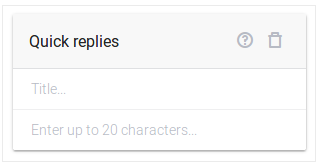 Quick replies
Title...
Enter up to 20 characters...